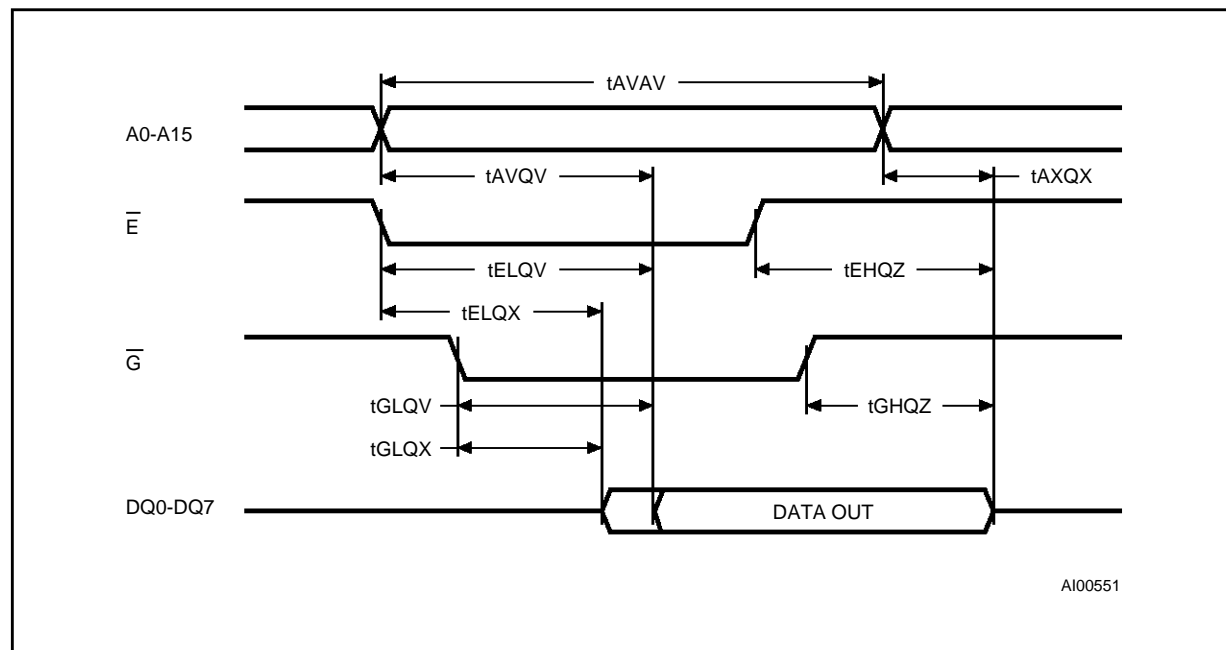 tAVAV
A0-A15
tAVQV
tAXQX
E̅
tELQV
tEHQZ
tELQX
G̅
tGLQV
tGHQZ
tGLQX
DQ0-DQ7
DATA OUT
AI00551